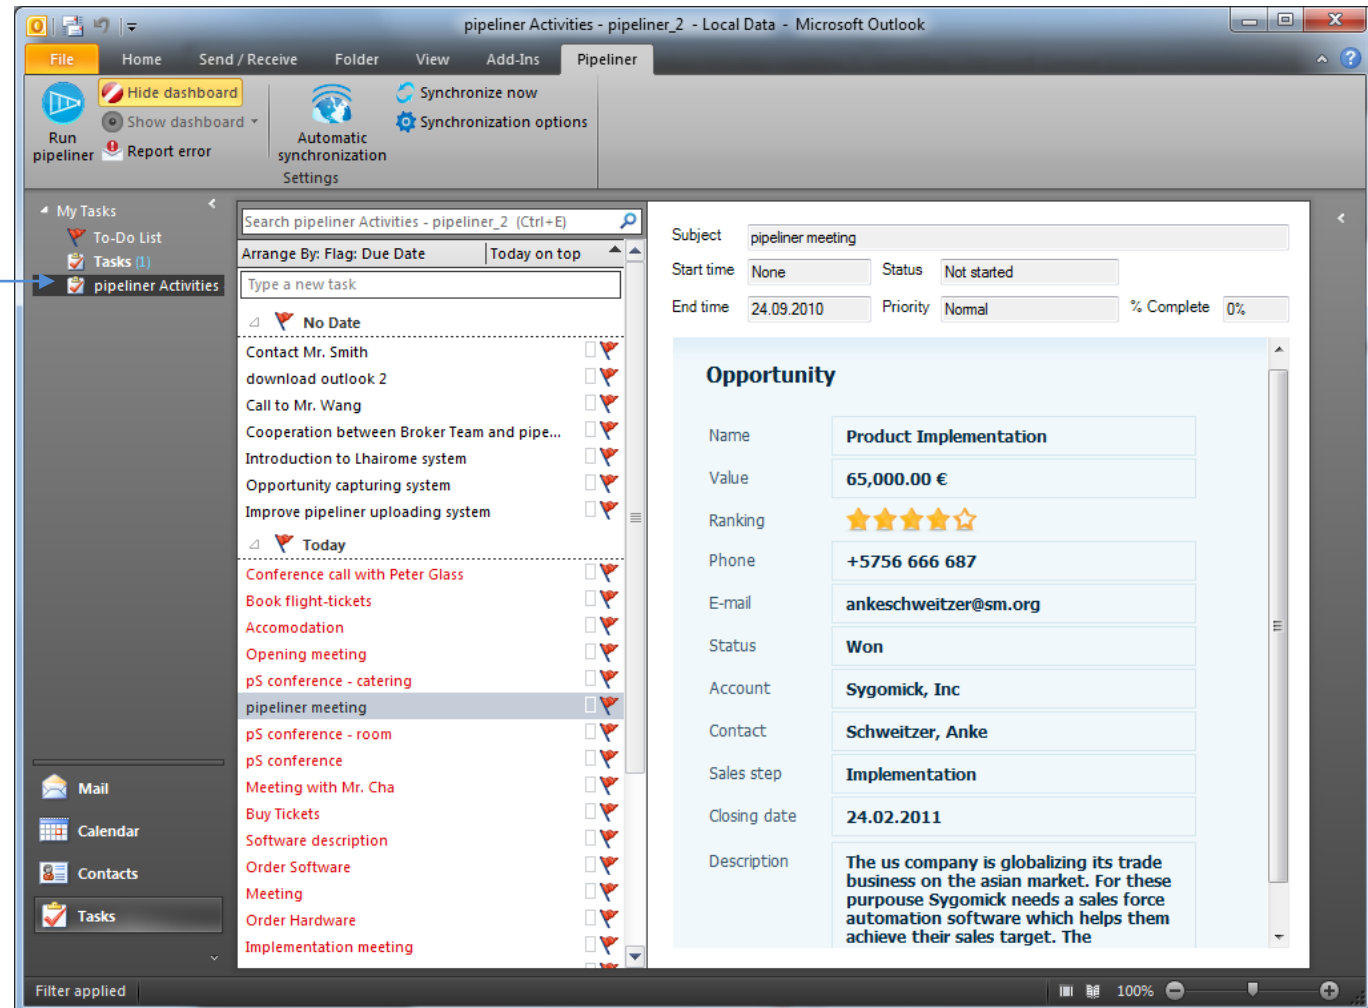 pipeliner Activities - pipeliner_2 - Local Data - Microsoft Outlook
File Home Send / Receive Folder View Add-Ins Pipeliner
Run pipeliner
Hide dashboard
Show dashboard
Report error
Automatic synchronization
Synchronize now
Synchronization options
Settings
My Tasks
To-Do List
Tasks (1)
pipeliner Activities
Mail
Calendar
Contacts
Tasks
Search pipeliner Activities - pipeliner_2 (Ctrl+E)
Arrange By: Flag: Due Date Today on top
Type a new task
No Date
Contact Mr. Smith
download outlook 2
Call to Mr. Wang
Cooperation between Broker Team and pipe...
Introduction to Lhairome system
Opportunity capturing system
Improve pipeliner uploading system
Today
Conference call with Peter Glass
Book flight-tickets
Accomodation
Opening meeting
pS conference - catering
pipeliner meeting
pS conference - room
pS conference
Meeting with Mr. Cha
Buy Tickets
Software description
Order Software
Meeting
Order Hardware
Implementation meeting
Subject pipeliner meeting
Start time None Status Not started
End time 24.09.2010 Priority Normal % Complete 0%
Opportunity
Name Product Implementation
Value 65,000.00 €
Ranking
Phone +5756 666 687
E-mail ankeschweitzer@sm.org
Status Won
Account Sygomick, Inc
Contact Schweitzer, Anke
Sales step Implementation
Closing date 24.02.2011
Description The us company is globalizing its trade
business on the asian market. For these
purpouse Sygomick needs a sales force
automation software which helps them
achieve their sales target. The
Filter applied
100%